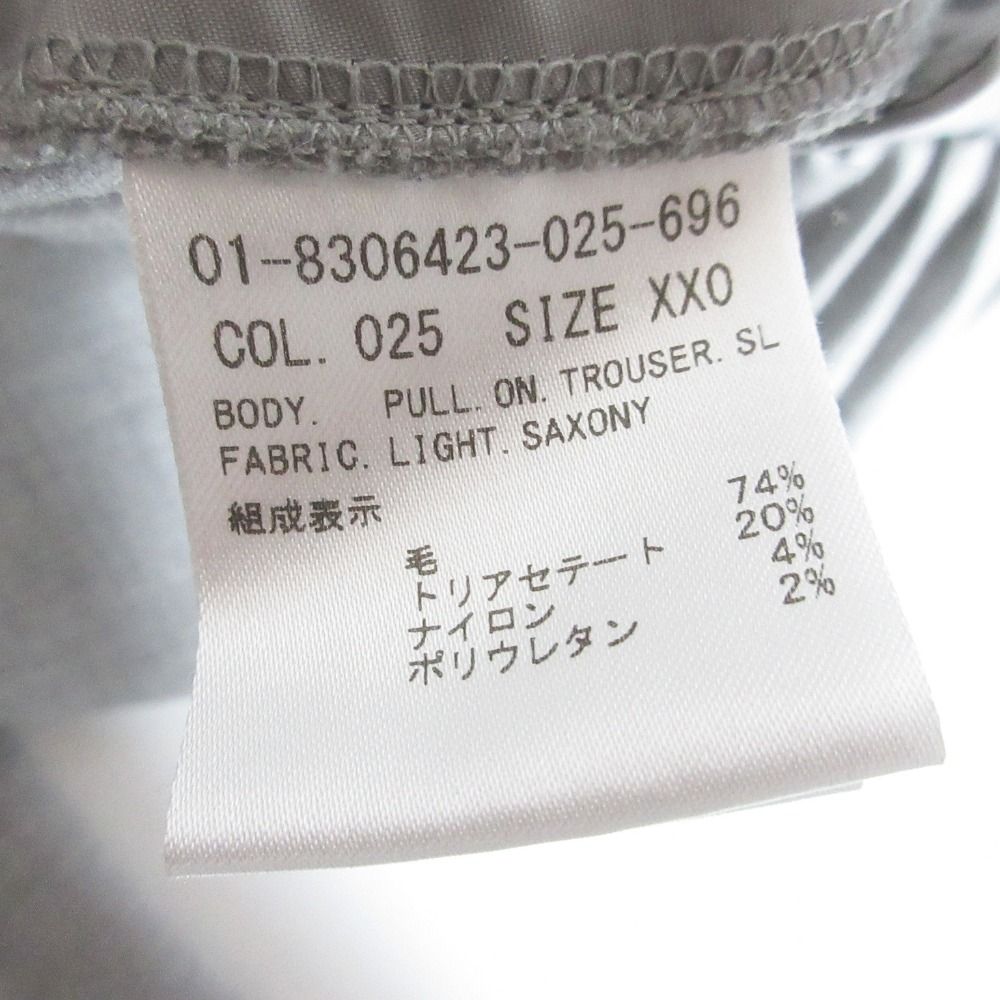 01-8306423-025-696
COL. 025 SIZE XXO
BODY. PULL. ON. TROUSER. SL
FABRIC. LIGHT. SAXONY
組成表示
毛 74%
トリアセテート 20%
ナイロン 4%
ポリウレタン 2%